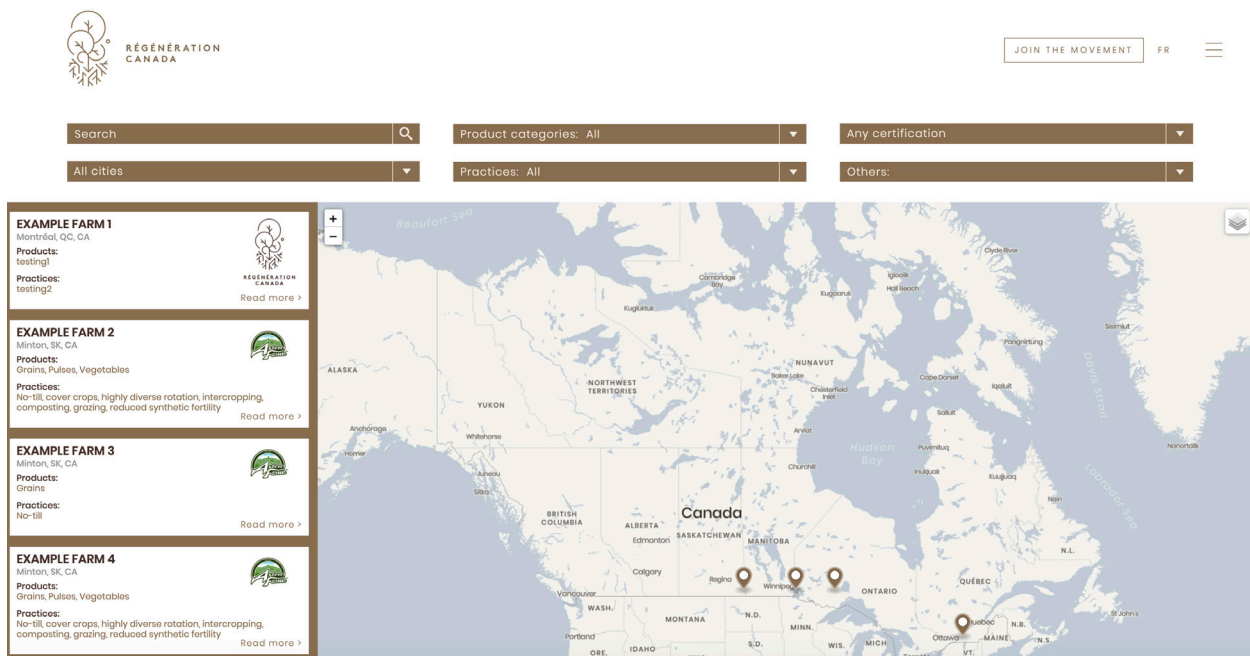 RÉGÉNÉRATION
CANADA
JOIN THE MOVEMENT
FR
Search
Product categories: All
Any certification
All cities
Practices: All
Others:
EXAMPLE FARM 1
Montréal, QC, CA
Products:
testing1
Practices:
testing2
RÉGÉNÉRATION
CANADA
Read more >
EXAMPLE FARM 2
Minton, SK, CA
Products:
Grains, Pulses, Vegetables
Practices:
No-till, cover crops, highly diverse rotation, intercropping,
composting, grazing, reduced synthetic fertility
Read more >
EXAMPLE FARM 3
Minton, SK, CA
Products:
Grains
Practices:
No-till
Read more >
EXAMPLE FARM 4
Minton, SK, CA
Products:
Grains, Pulses, Vegetables
Practices:
No-till, cover crops, highly diverse rotation, intercropping,
composting, grazing, reduced synthetic fertility
Read more >
+
−
Beaufort Sea
Clyde River
Cambridge
Bay
Igloolik
Hall Beach
Kugluktuk
Kugaaruk
Sisimiut
Pangnirtung
ALASKA
NUNAVUT
Baker Lake
Cape Dorset
Iqaluit
Davis Strait
NORTHWEST
TERRITORIES
Chesterfield
Inlet
YUKON
Salluit
Anchorage
Homer
Whitehorse
Arviat
Hudson
Bay
Puvirnituq
Nanortalik
Juneau
Sitka
Churchill
Inukjuak
Kuujjuaq
Labrador Sea
Nain
BRITISH
COLUMBIA
ALBERTA
Edmonton
Canada
SASKATCHEWAN
MANITOBA
N.L.
Calgary
Regina
Winnipeg
ONTARIO
QUÉBEC
Vancouver
WASH.
MONTANA
N.D.
MINN.
St John's
Portland
ORE.
IDAHO
S.D.
WIS.
MICH.
Ottawa
uebec
N.B.
MAINE
N.S.
VT.